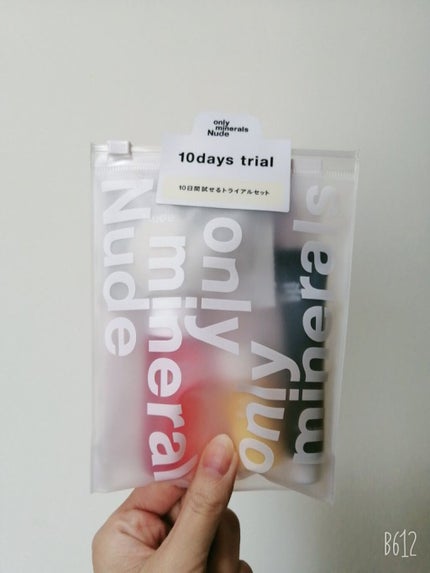 only
minerals
Nude
10days trial
10日間試せるトライアルセット
Nude
mineral
only
only
minerals
B612